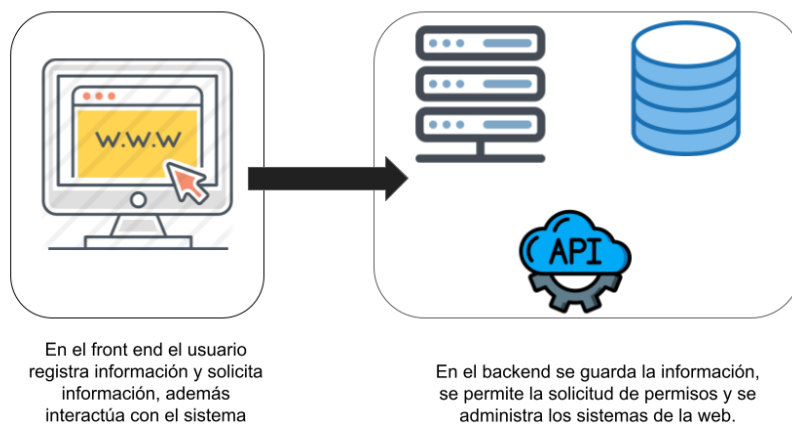 W.W.W
API
En el front end el usuario
registra información y solicita
información, además
interactúa con el sistema
En el backend se guarda la información,
se permite la solicitud de permisos y se
administra los sistemas de la web.